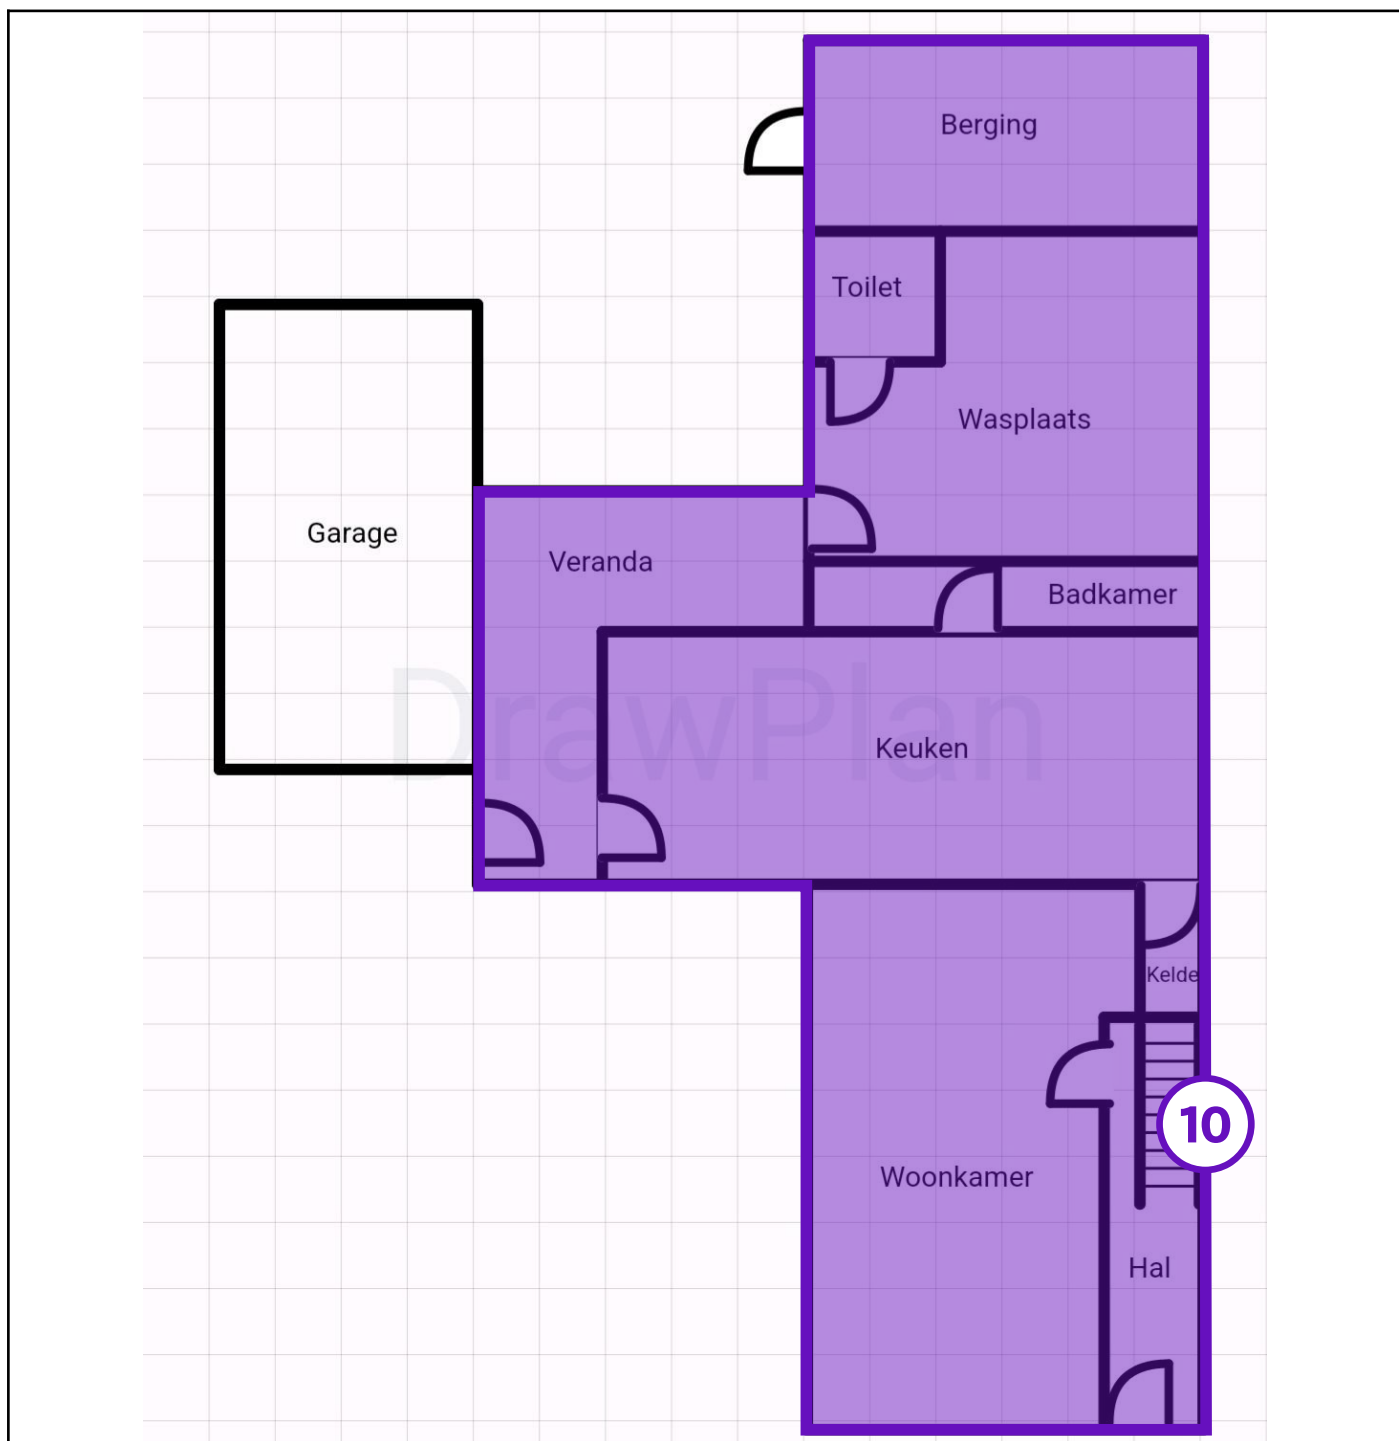 Berging
Toilet
Wasplaats
Garage
Veranda
Badkamer
DrawPlan
Keuken
Kelde
10
Woonkamer
Hal